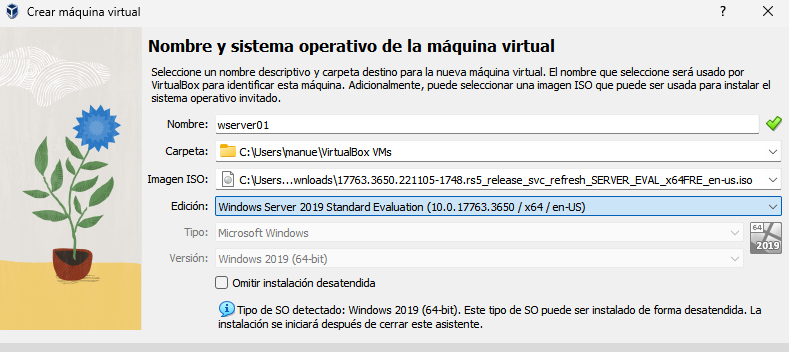 Crear máquina virtual
?
Nombre y sistema operativo de la máquina virtual
Seleccione un nombre descriptivo y carpeta destino para la nueva máquina virtual. El nombre que seleccione será usado por
VirtualBox para identificar esta máquina. Adicionalmente, puede seleccionar una imagen ISO que puede ser usada para instalar el
sistema operativo invitado.
Nombre: wserver01
Carpeta: C:\Users\manue\VirtualBox VMs
Imagen ISO: C:\Users...wnloads\17763.3650.221105-1748.rs5_release_svc_refresh_SERVER_EVAL_x64FRE_en-us.iso
Edición: Windows Server 2019 Standard Evaluation (10.0.17763.3650 / x64 / en-US)
Tipo: Microsoft Windows
64
2019
Versión: Windows 2019 (64-bit)
Omitir instalación desatendida
Tipo de SO detectado: Windows 2019 (64-bit). Este tipo de SO puede ser instalado de forma desatendida. La
instalación se iniciará después de cerrar este asistente.